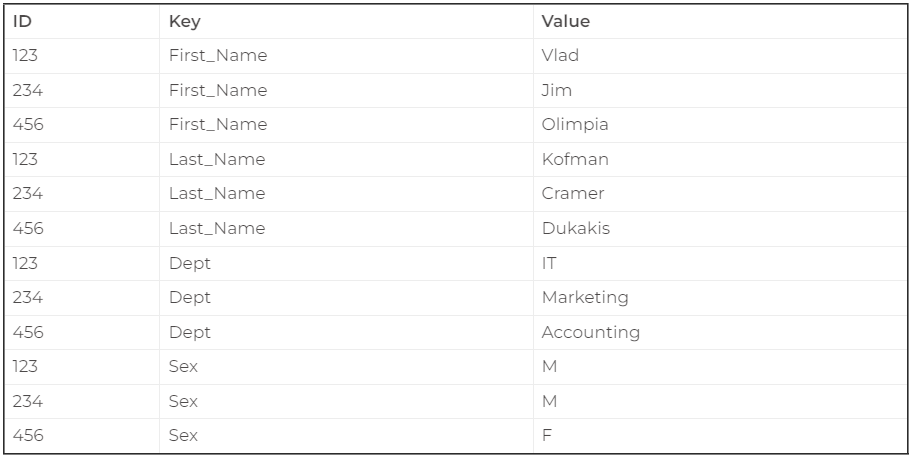 ID Key Value
123 First_Name Vlad
234 First_Name Jim
456 First_Name Olimpia
123 Last_Name Kofman
234 Last_Name Cramer
456 Last_Name Dukakis
123 Dept IT
234 Dept Marketing
456 Dept Accounting
123 Sex M
234 Sex M
456 Sex F